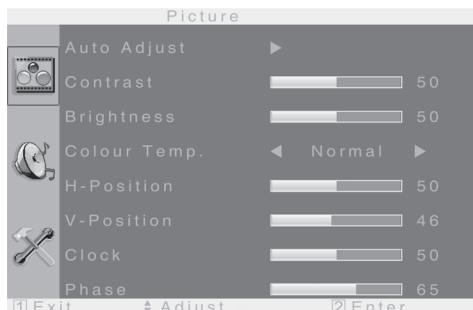 Picture
Auto Adjust
Contrast 50
Brightness 50
Colour Temp. Normal
H-Position 50
V-Position 46
Clock 50
Phase 65
1 Exit Adjust 2 Enter